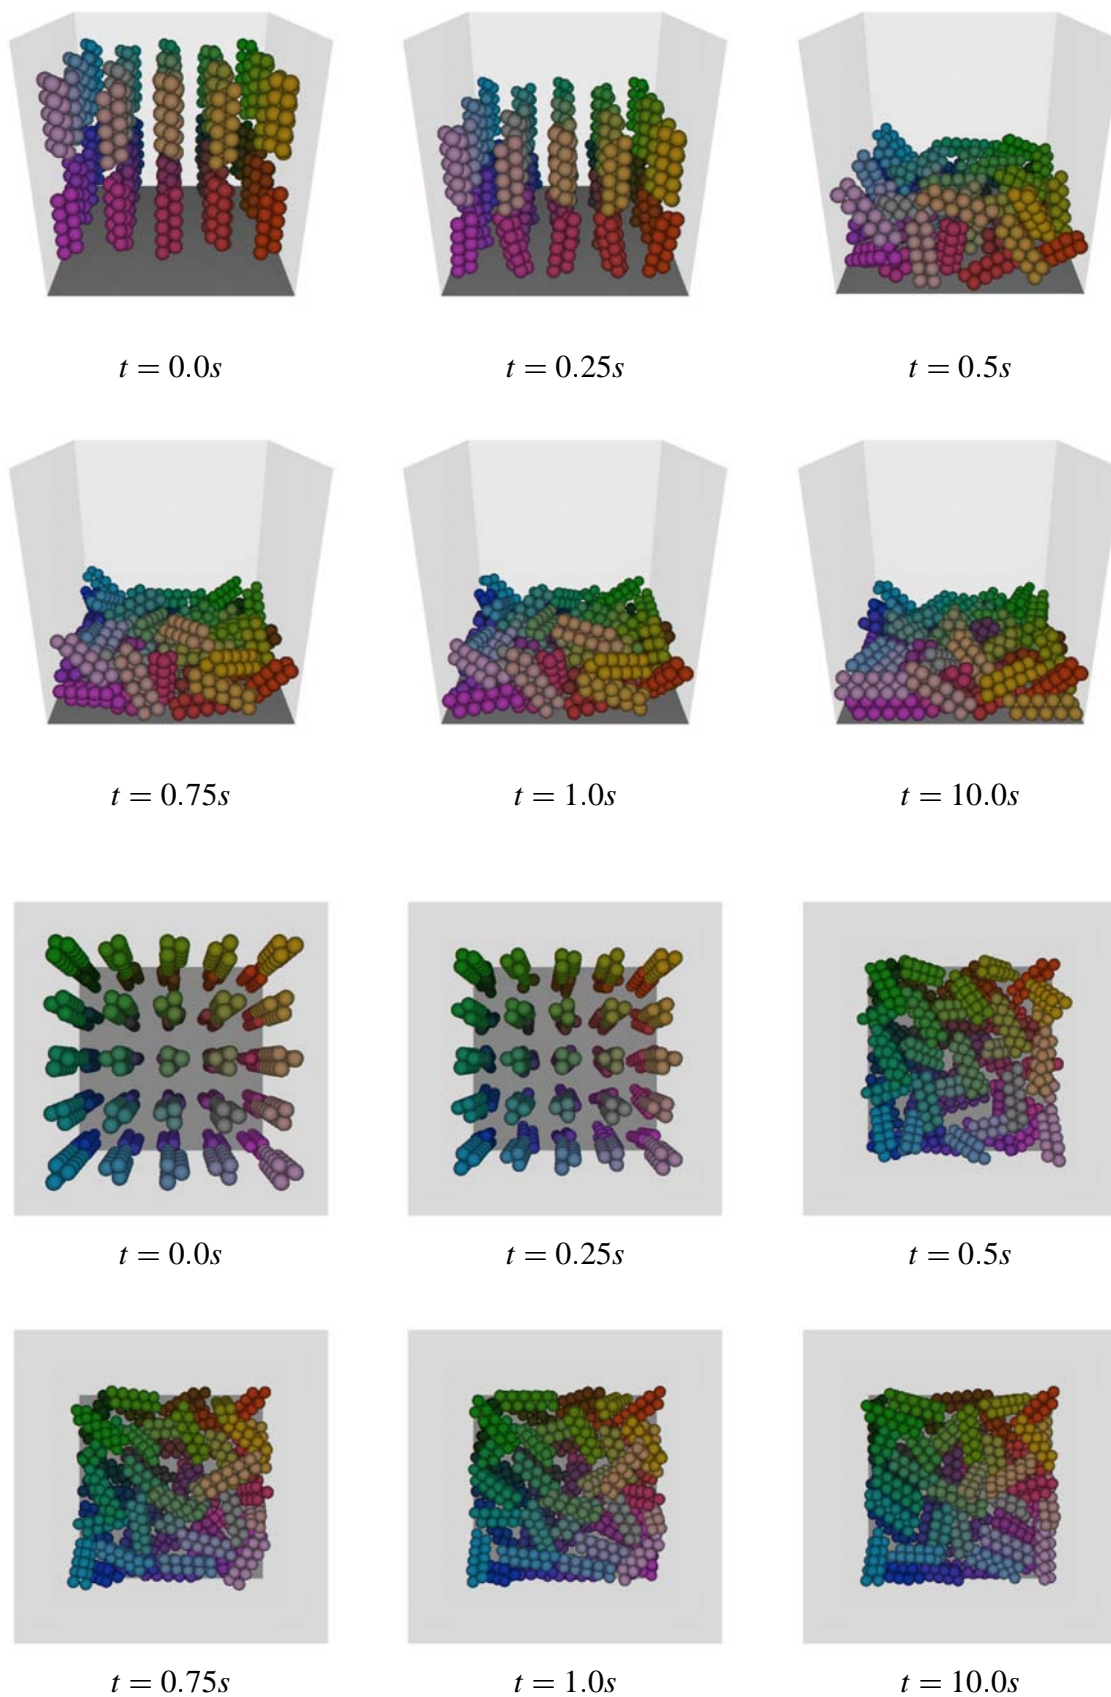 t = 0.0s
t = 0.25s
t = 0.5s
t = 0.75s
t = 1.0s
t = 10.0s
t = 0.0s
t = 0.25s
t = 0.5s
t = 0.75s
t = 1.0s
t = 10.0s